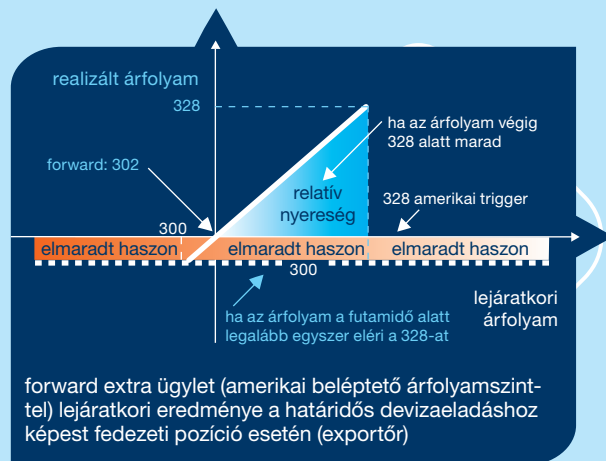 realizált árfolyam
328
ha az árfolyam végig
328 alatt marad
forward: 302
relatív
nyereség
328 amerikai trigger
300
elmaradt haszon
elmaradt haszon
elmaradt haszon
300
lejáratkori
árfolyam
ha az árfolyam a futamidő alatt
legalább egyszer eléri a 328-at
forward extra ügylet (amerikai beléptető árfolyamszint-
tel) lejáratkori eredménye a határidős devizaeladáshoz
képest fedezeti pozíció esetén (exportőr)